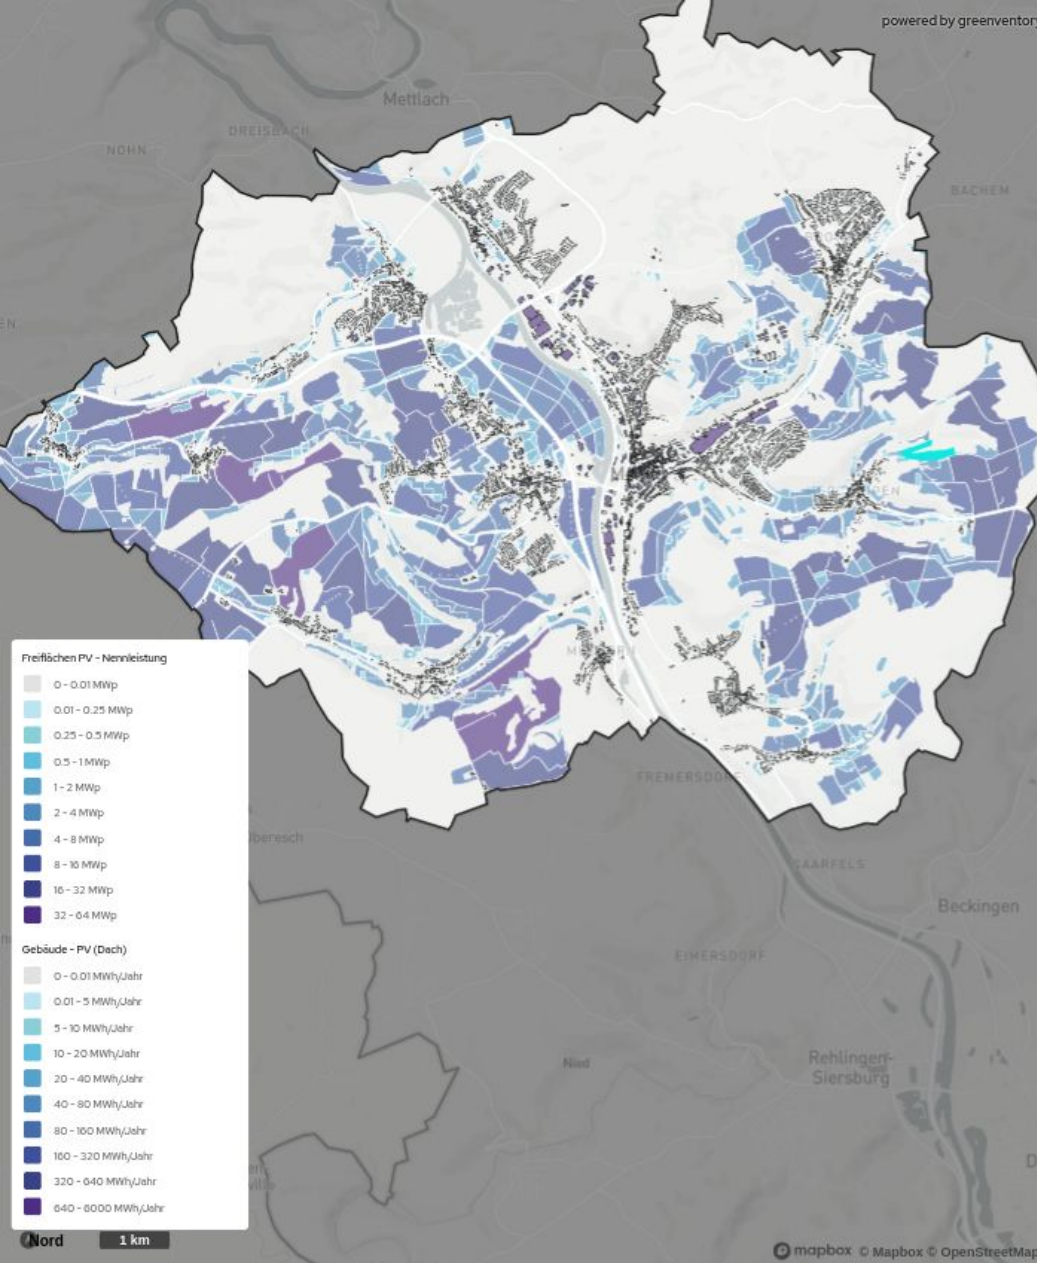 powered by greenventory
Mettlach
DREISBACH
NOHN
BACHEM
EN
Freiflächen PV - Nennleistung
0 - 0.01 MWp
0.01 - 0.25 MWp
0.25 - 0.5 MWp
0.5 - 1 MWp
1 - 2 MWp
2 - 4 MWp
4 - 8 MWp
8 - 16 MWp
16 - 32 MWp
32 - 64 MWp
FREMERSDORF
SAARFELS
Beckingen
Gebäude - PV (Dach)
EIMERSDORF
0 - 0.01 MWh/Jahr
0.01 - 5 MWh/Jahr
5 - 10 MWh/Jahr
10 - 20 MWh/Jahr
20 - 40 MWh/Jahr
40 - 80 MWh/Jahr
80 - 160 MWh/Jahr
160 - 320 MWh/Jahr
320 - 640 MWh/Jahr
640 - 6000 MWh/Jahr
Nied
Rehlingen-
Siersburg
D
Nord
1 km
mapbox © Mapbox © OpenStreetMap